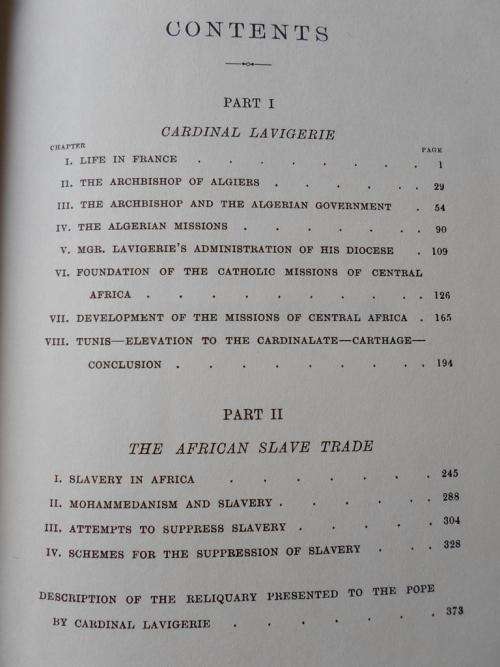 CONTENTS
PART I
CARDINAL LAVIGERIE
CHAPTER PAGE
I. LIFE IN FRANCE . . . . . . . 1
II. THE ARCHBISHOP OF ALGIERS . . . . . . 29
III. THE ARCHBISHOP AND THE ALGERIAN GOVERNMENT . 54
IV. THE ALGERIAN MISSIONS . . . . . . 90
V. MGR. LAVIGERIE'S ADMINISTRATION OF HIS DIOCESE . 109
VI. FOUNDATION OF THE CATHOLIC MISSIONS OF CENTRAL
AFRICA . . . . . . . . . . 126
VII. DEVELOPMENT OF THE MISSIONS OF CENTRAL AFRICA . 165
VIII. TUNIS—ELEVATION TO THE CARDINALATE—CARTHAGE—
CONCLUSION . . . . . . . . . 194
PART II
THE AFRICAN SLAVE TRADE
I. SLAVERY IN AFRICA . . . . . . . 245
II. MOHAMMEDANISM AND SLAVERY . . . . . . 288
III. ATTEMPTS TO SUPPRESS SLAVERY . . . . . 304
IV. SCHEMES FOR THE SUPPRESSION OF SLAVERY . . . 328
DESCRIPTION OF THE RELIQUARY PRESENTED TO THE POPE
BY CARDINAL LAVIGERIE . . . . . . 373